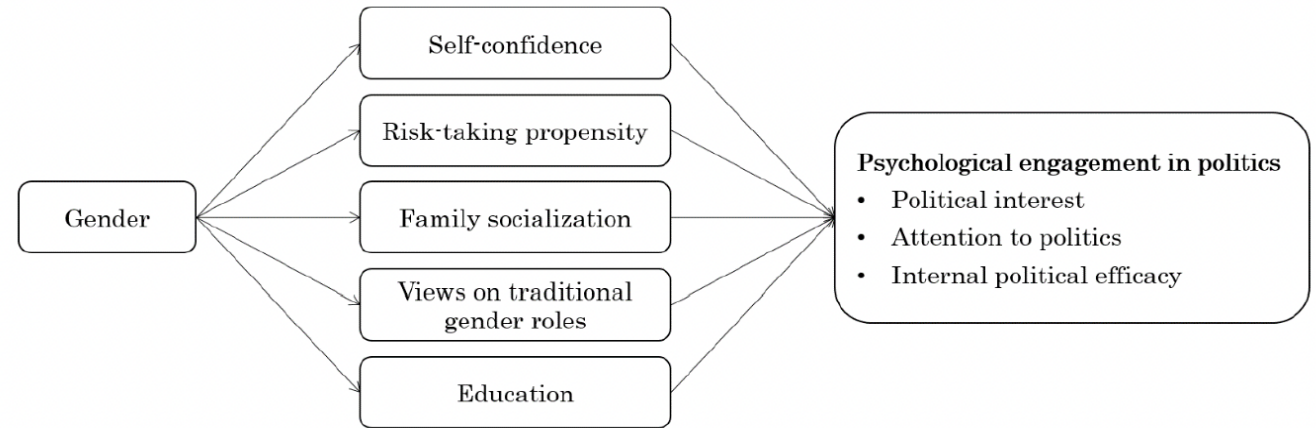 Self-confidence
Risk-taking propensity
Gender
Family socialization
Views on traditional
gender roles
Education
Psychological engagement in politics
• Political interest
• Attention to politics
• Internal political efficacy